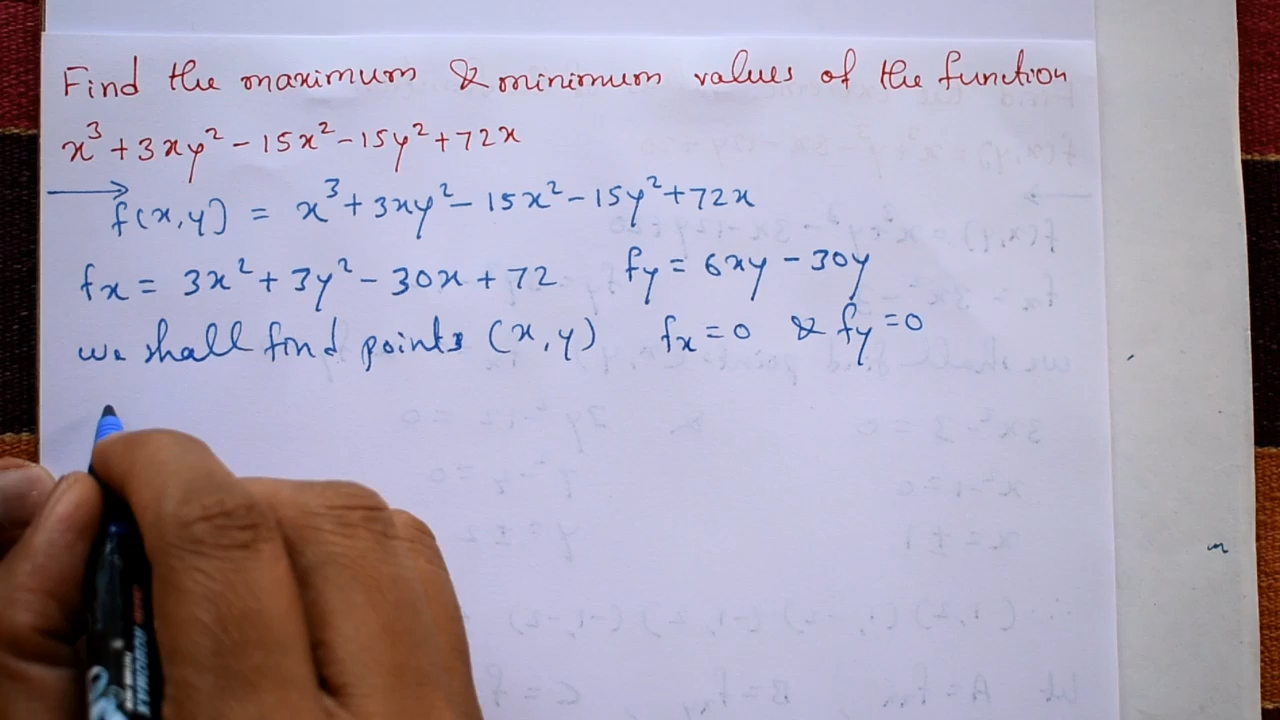 Find the maximum & minimum values of the function
x³ + 3xy² - 15x² - 15y² + 72x
f(x,y) = x³ + 3xy² - 15x² - 15y² + 72x
fx = 3x² + 3y² - 30x + 72 fy = 6xy - 30y
we shall find points (x, y) fx = 0 & fy = 0